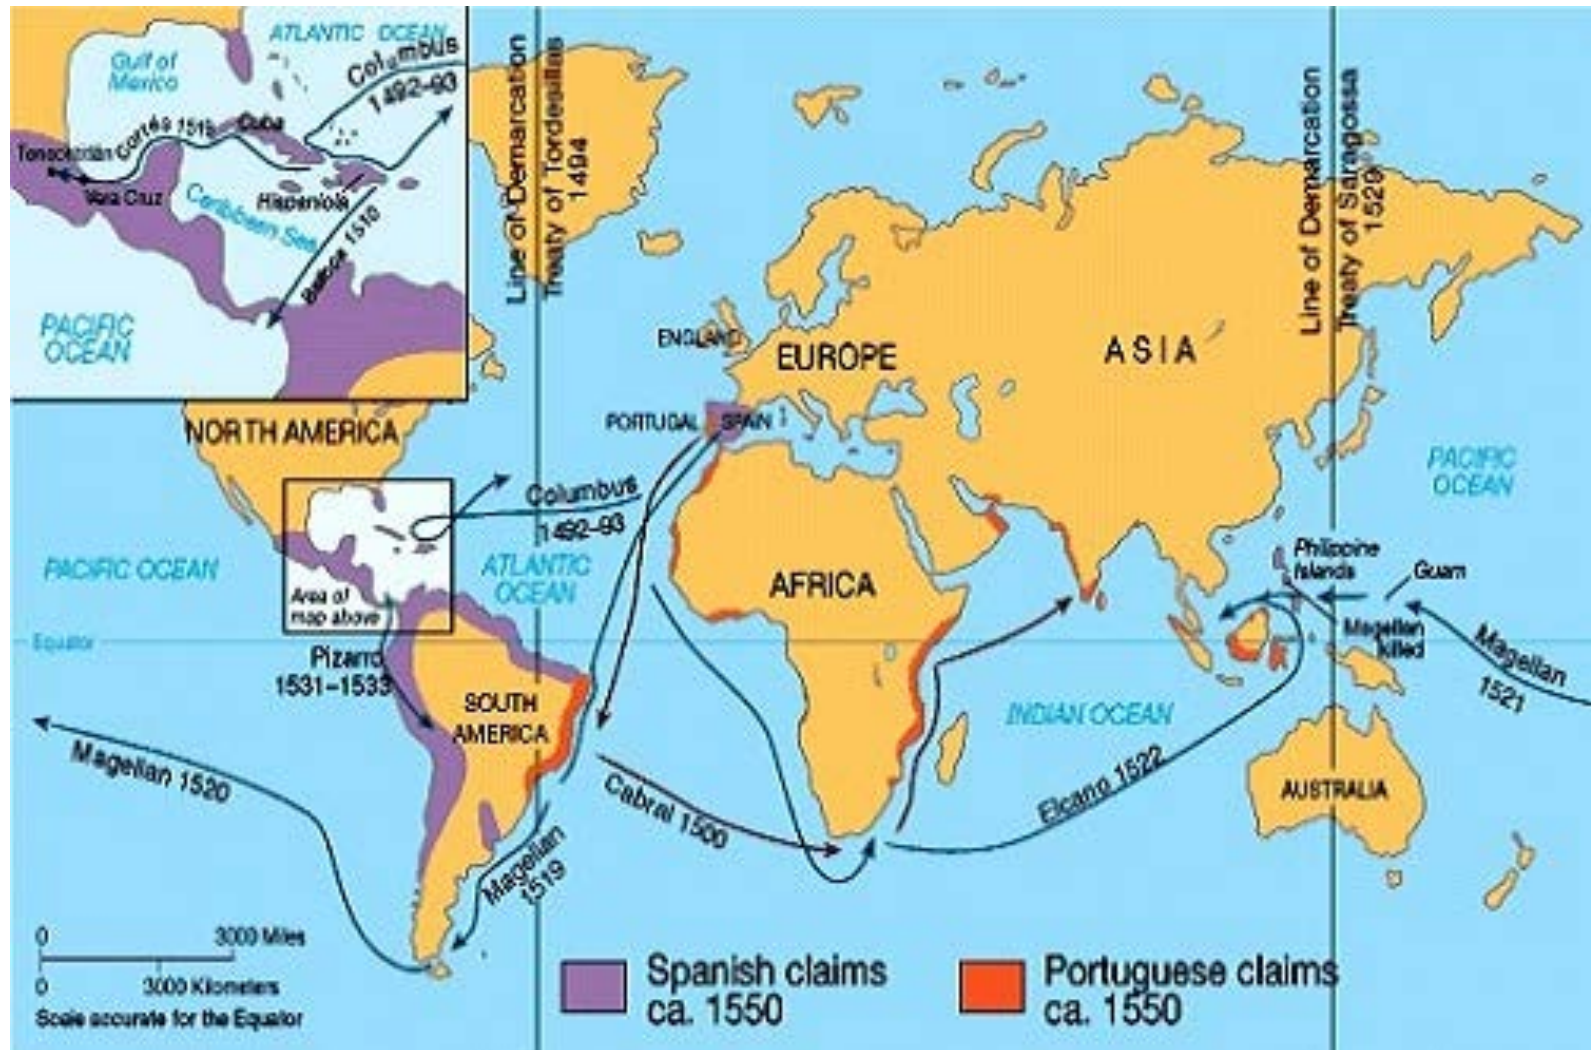 ATLANTIC OCEAN
Gulf of
Mexico
Columbus
1492-93
Cortés 1519
Cuba
Tenochtitlán
Vera Cruz
Hispaniola
Caribbean Sea
Balboa 1510
PACIFIC
OCEAN
Line of Demarcation
Treaty of Tordesillas
1494
Line of Demarcation
Treaty of Saragossa
1529
ENGLAND
EUROPE
ASIA
PORTUGAL
SPAIN
NORTH AMERICA
PACIFIC
OCEAN
Columbus
1492-93
PACIFIC OCEAN
ATLANTIC
OCEAN
AFRICA
Philippine
Islands
Guam
Area of
map above
Equator
Magellan
killed
Pizarro
1531-1533
SOUTH
AMERICA
INDIAN OCEAN
Magellan
1521
Magellan 1520
Cabral 1500
Elcano 1522
AUSTRALIA
Magellan
1519
0 3000 Miles
0 3000 Kilometers
Scale accurate for the Equator
Spanish claims
ca. 1550
Portuguese claims
ca. 1550